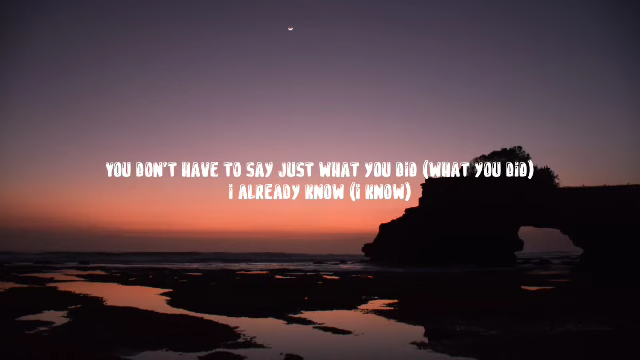 YOU DON'T HAVE TO SAY JUST WHAT YOU DID (WHAT YOU DID)
I ALREADY KNOW (I KNOW)